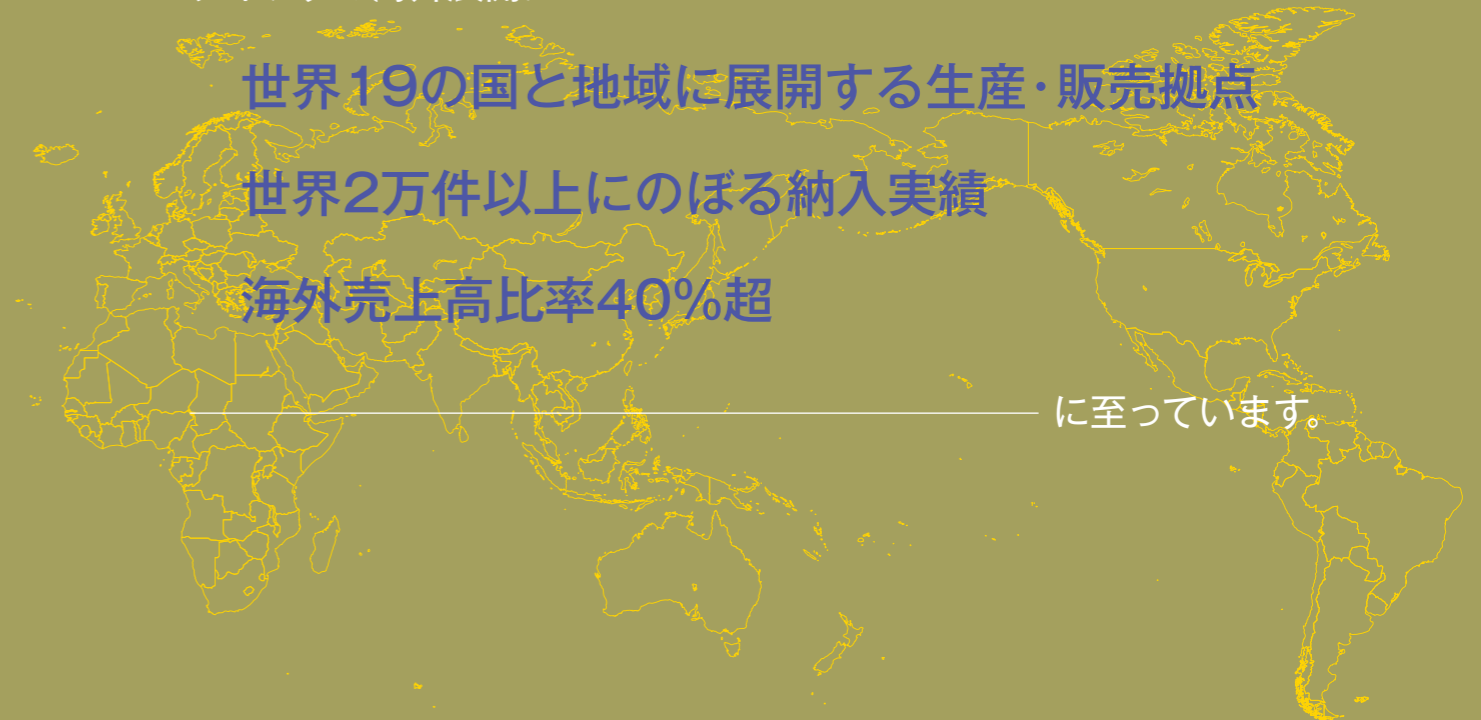 世界19の国と地域に展開する生産・販売拠点
世界2万件以上にのぼる納入実績
海外売上高比率40%超
に至っています。